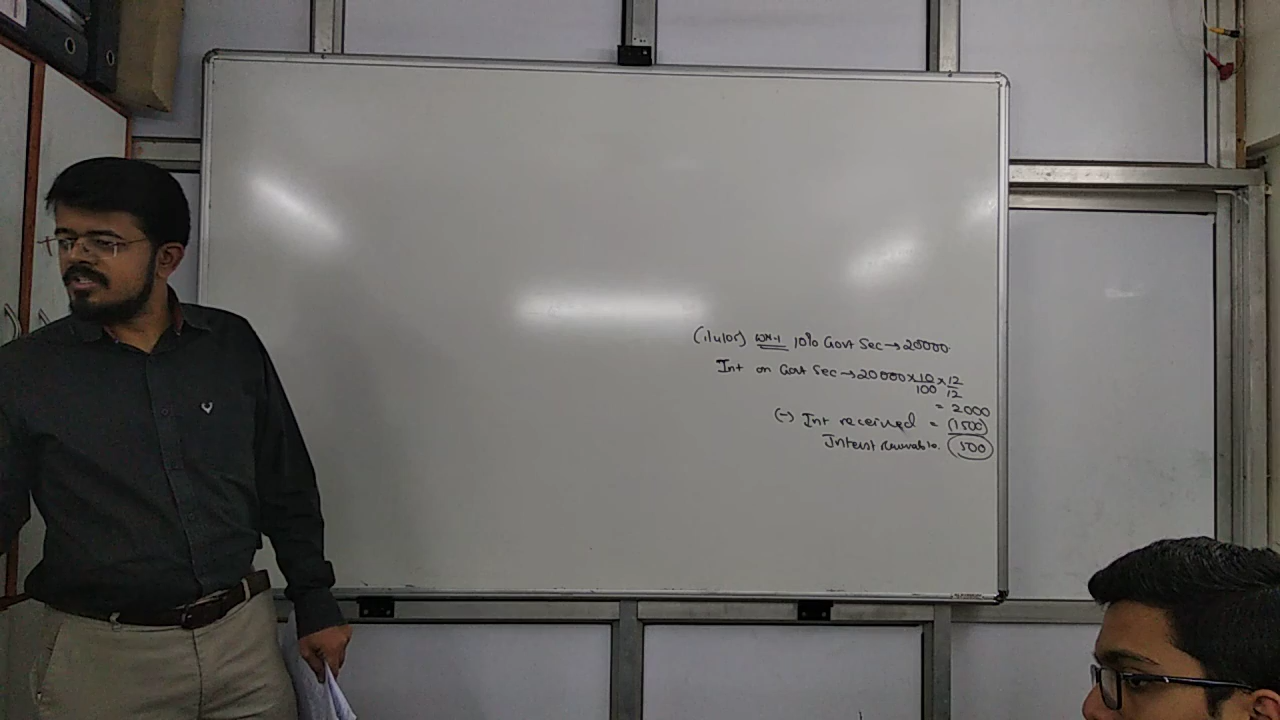 (1/4/05) WN-1 10% Govt Sec → 20000
Int on Govt Sec → 20000 × 10/100 × 12/12
= 2000
(-) Int received = (1500)
Interest receivable. 500